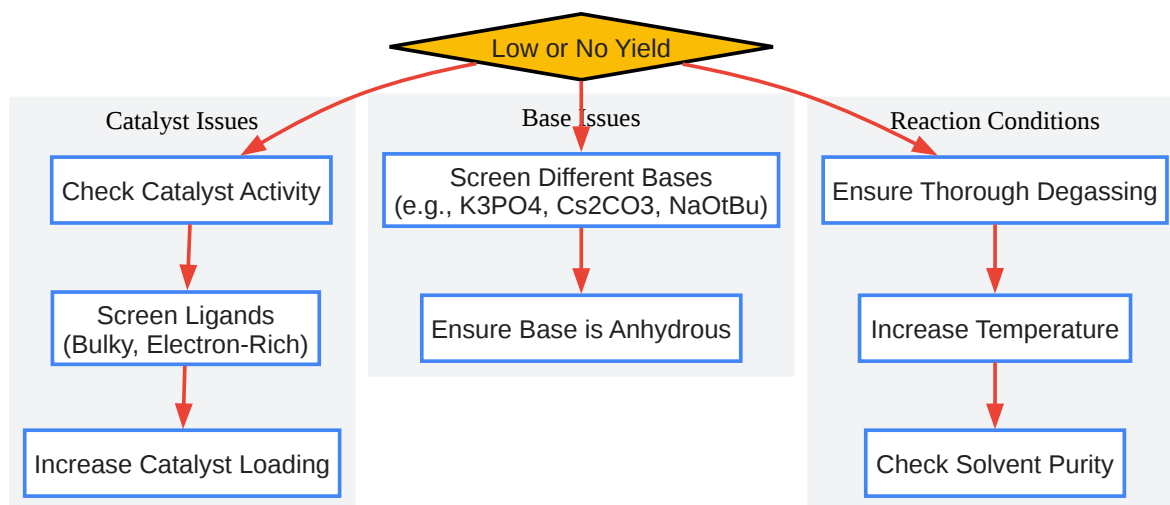 Low or No Yield
Catalyst Issues
Check Catalyst Activity
Screen Ligands
(Bulky, Electron-Rich)
Increase Catalyst Loading
Base Issues
Screen Different Bases
(e.g., K3PO4, Cs2CO3, NaOtBu)
Ensure Base is Anhydrous
Reaction Conditions
Ensure Thorough Degassing
Increase Temperature
Check Solvent Purity